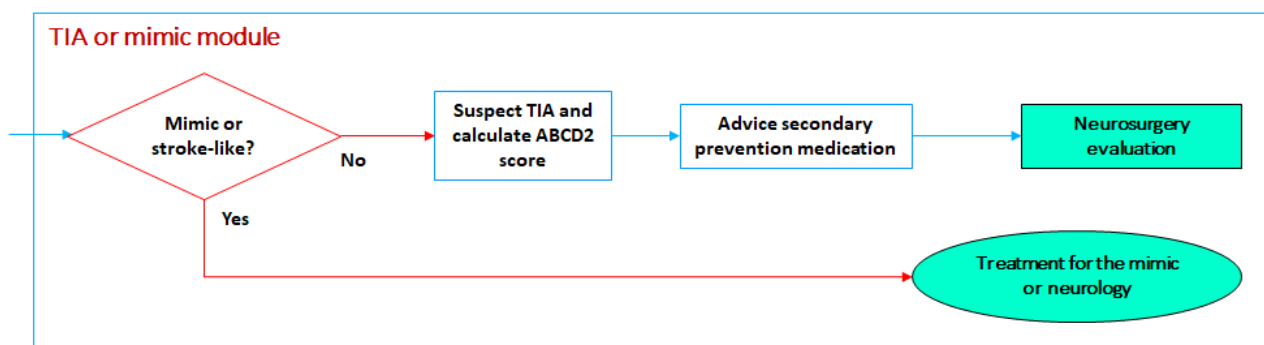 TIA or mimic module
Mimic or
stroke-like?
No
Yes
Suspect TIA and
calculate ABCD2
score
Advice secondary
prevention medication
Neurosurgery
evaluation
Treatment for the mimic
or neurology